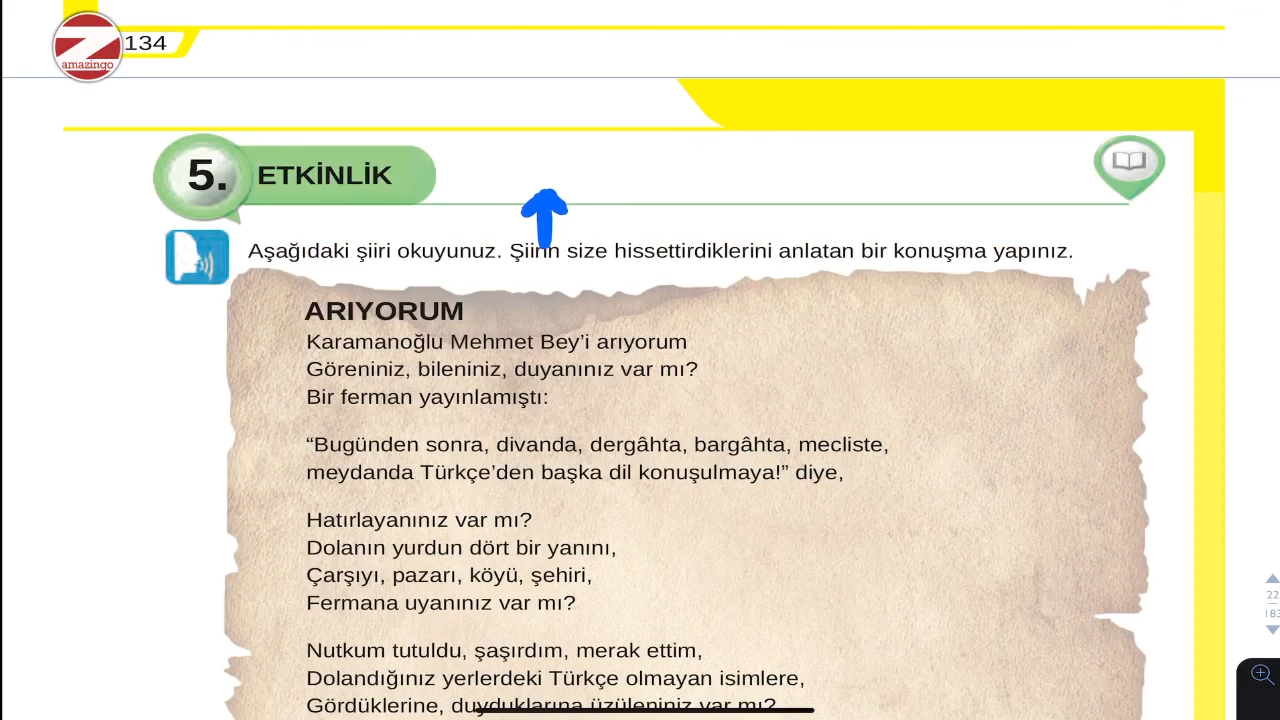 134
amazingo
5. ETKİNLİK
Aşağıdaki şiiri okuyunuz. Şiirin size hissettirdiklerini anlatan bir konuşma yapınız.
ARIYORUM
Karamanoğlu Mehmet Bey’i arıyorum
Göreniniz, bileniniz, duyanınız var mı?
Bir ferman yayınlamıştı:
“Bugünden sonra, divanda, dergâhta, bargâhta, mecliste,
meydanda Türkçe’den başka dil konuşulmaya!” diye,
Hatırlayanınız var mı?
Dolanın yurdun dört bir yanını,
Çarşıyı, pazarı, köyü, şehiri,
Fermana uyanınız var mı?
Nutkum tutuldu, şaşırdım, merak ettim,
Dolandığınız yerlerdeki Türkçe olmayan isimlere,
Gördüklerine, duyduklarına üzüleniniz var mı?
22
183